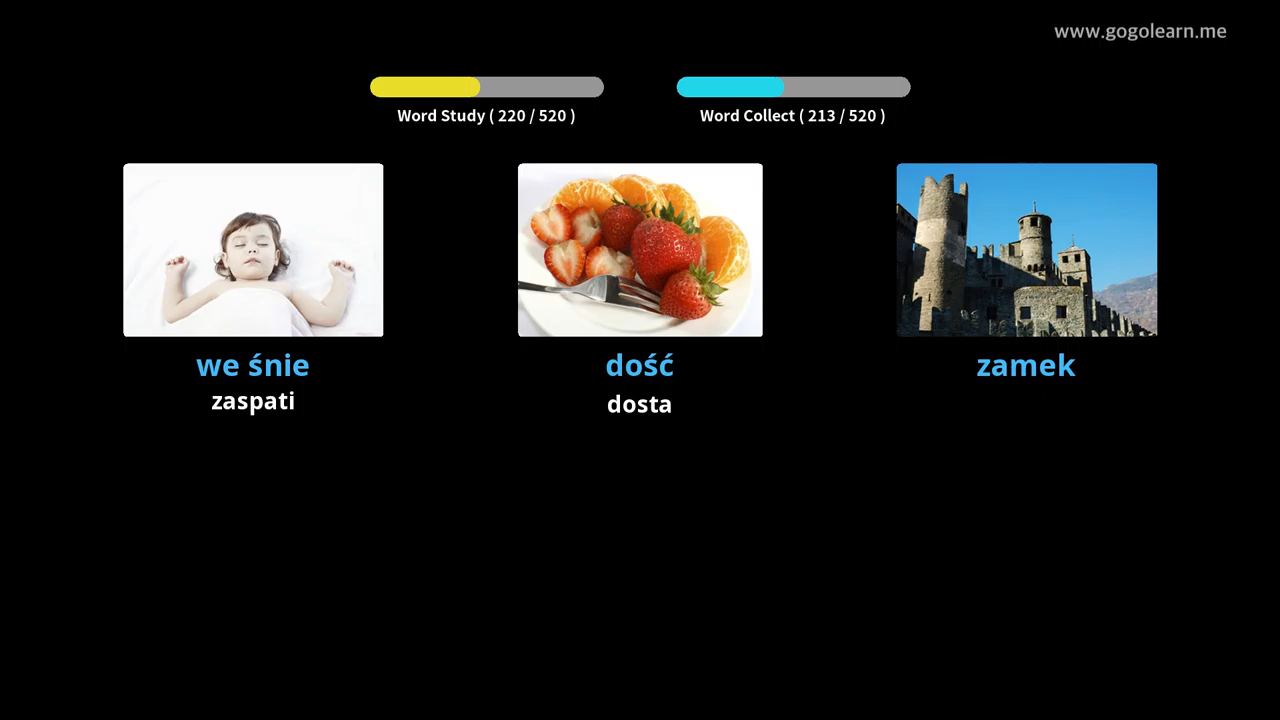 www.gogolearn.me
Word Study ( 220 / 520 )
Word Collect ( 213 / 520 )
we śnie
zaspati
dość
dosta
zamek